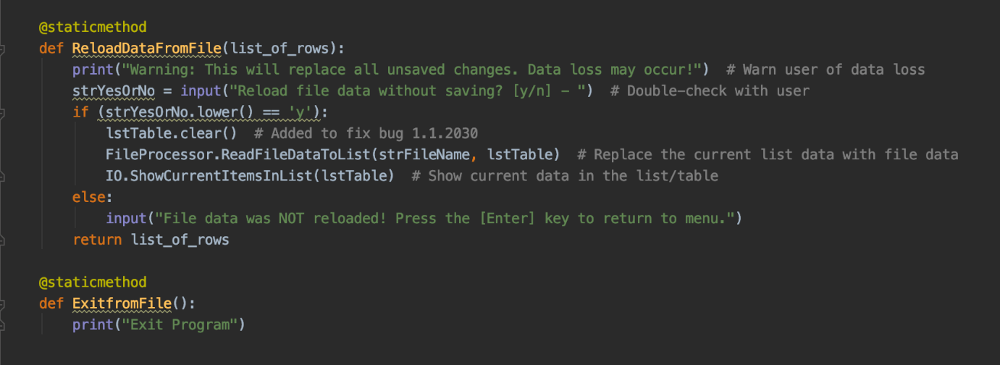 @staticmethod
def ReloadDataFromFile(list_of_rows):
    print("Warning: This will replace all unsaved changes. Data loss may occur!")  # Warn user of data loss
    strYesOrNo = input("Reload file data without saving? [y/n] - ")  # Double-check with user
    if (strYesOrNo.lower() == 'y'):
        lstTable.clear()  # Added to fix bug 1.1.2030
        FileProcessor.ReadFileDataToList(strFileName, lstTable)  # Replace the current list data with file data
        IO.ShowCurrentItemsInList(lstTable)  # Show current data in the list/table
    else:
        input("File data was NOT reloaded! Press the [Enter] key to return to menu.")
    return list_of_rows

@staticmethod
def ExitfromFile():
    print("Exit Program")